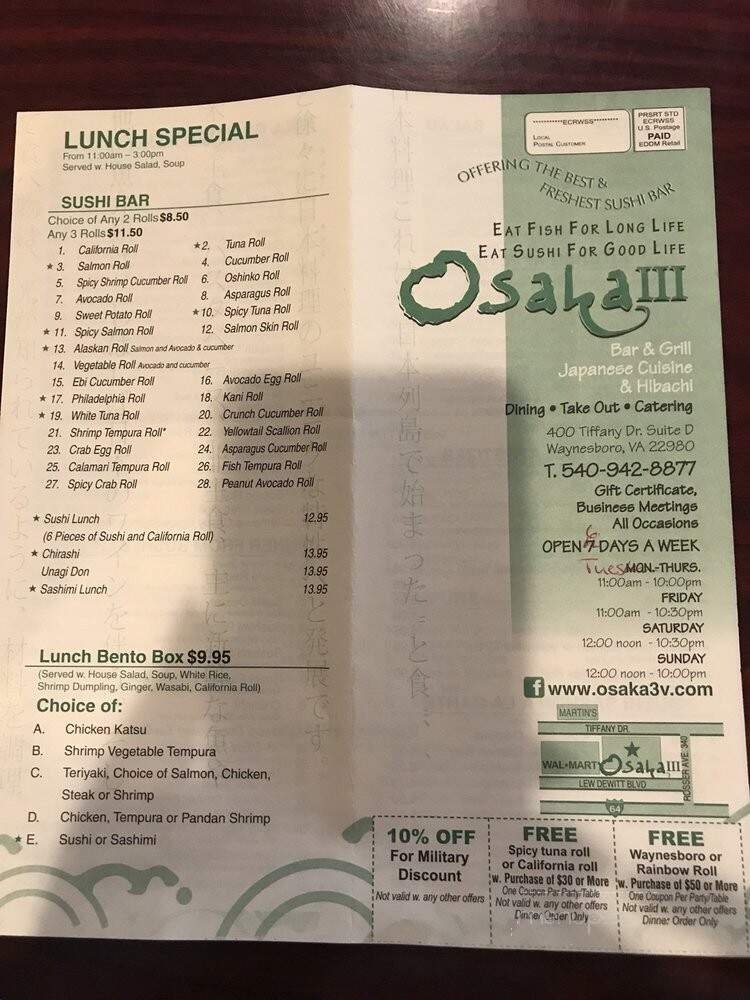 LUNCH SPECIAL
From 11:00am – 3:00pm
Served w. House Salad, Soup
SUSHI BAR
Choice of Any 2 Rolls $8.50
Any 3 Rolls $11.50
1. California Roll ★ 2. Tuna Roll
★ 3. Salmon Roll 4. Cucumber Roll
5. Spicy Shrimp Cucumber Roll 6. Oshinko Roll
7. Avocado Roll 8. Asparagus Roll
9. Sweet Potato Roll ★ 10. Spicy Tuna Roll
★ 11. Spicy Salmon Roll 12. Salmon Skin Roll
★ 13. Alaskan Roll Salmon and Avocado & cucumber
14. Vegetable Roll Avocado and cucumber
15. Ebi Cucumber Roll 16. Avocado Egg Roll
★ 17. Philadelphia Roll 18. Kani Roll
★ 19. White Tuna Roll 20. Crunch Cucumber Roll
21. Shrimp Tempura Roll* 22. Yellowtail Scallion Roll
23. Crab Egg Roll 24. Asparagus Cucumber Roll
25. Calamari Tempura Roll 26. Fish Tempura Roll
27. Spicy Crab Roll 28. Peanut Avocado Roll
★ Sushi Lunch 12.95
(6 Pieces of Sushi and California Roll)
★ Chirashi 13.95
Unagi Don 13.95
★ Sashimi Lunch 13.95
Lunch Bento Box $9.95
(Served w. House Salad, Soup, White Rice,
Shrimp Dumpling, Ginger, Wasabi, California Roll)
Choice of:
A. Chicken Katsu
B. Shrimp Vegetable Tempura
C. Teriyaki, Choice of Salmon, Chicken,
Steak or Shrimp
D. Chicken, Tempura or Pandan Shrimp
★ E. Sushi or Sashimi
**********ECRWSS********
LOCAL
POSTAL CUSTOMER
PRSRT STD
ECRWSS
U.S. Postage
PAID
EDDM Retail
OFFERING THE BEST &
FRESHEST SUSHI BAR
EAT FISH FOR LONG LIFE
EAT SUSHI FOR GOOD LIFE
Osaka III
Bar & Grill
Japanese Cuisine
& Hibachi
Dining • Take Out • Catering
400 Tiffany Dr. Suite D
Waynesboro, VA 22980
T. 540-942-8877
Gift Certificate,
Business Meetings
All Occasions
6
OPEN 7 DAYS A WEEK
Tues MON.-THURS.
11:00am - 10:00pm
FRIDAY
11:00am - 10:30pm
SATURDAY
12:00 noon - 10:30pm
SUNDAY
12:00 noon - 10:00pm
f www.osaka3v.com
MARTIN'S
TIFFANY DR.
WAL★MART
Osaka III
ROSSER AVE. 340
LEW DEWITT BLVD
64
10% OFF
For Military
Discount
Not valid w. any other offers
FREE
Spicy tuna roll
or California roll
w. Purchase of $30 or More
One Coupon Per Party/Table
Not valid w. any other offers
Dinner Order Only
FREE
Waynesboro or
Rainbow Roll
w. Purchase of $50 or More
One Coupon Per Party/Table
Not valid w. any other offers
Dinner Order Only